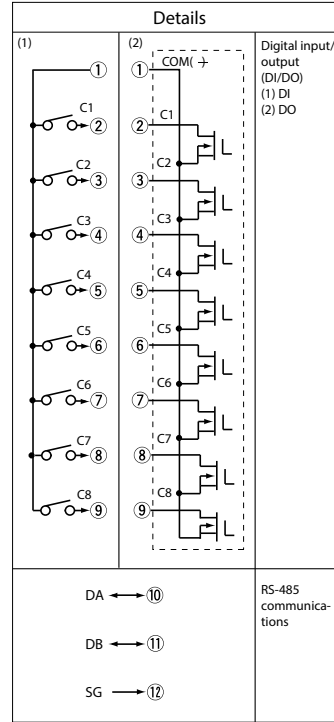 Details
(1)
①
C1
②
C2
③
C3
④
C4
⑤
C5
⑥
C6
⑦
C7
⑧
C8
⑨
(2)
① COM( +
② C1
C2
③
C3
④
C4
⑤
C5
⑥
C6
⑦
C7
⑧
C8
⑨
Digital input/
output
(DI/DO)
(1) DI
(2) DO
DA ↔ ⑩
DB ↔ ⑪
SG → ⑫
RS-485
communica-
tions